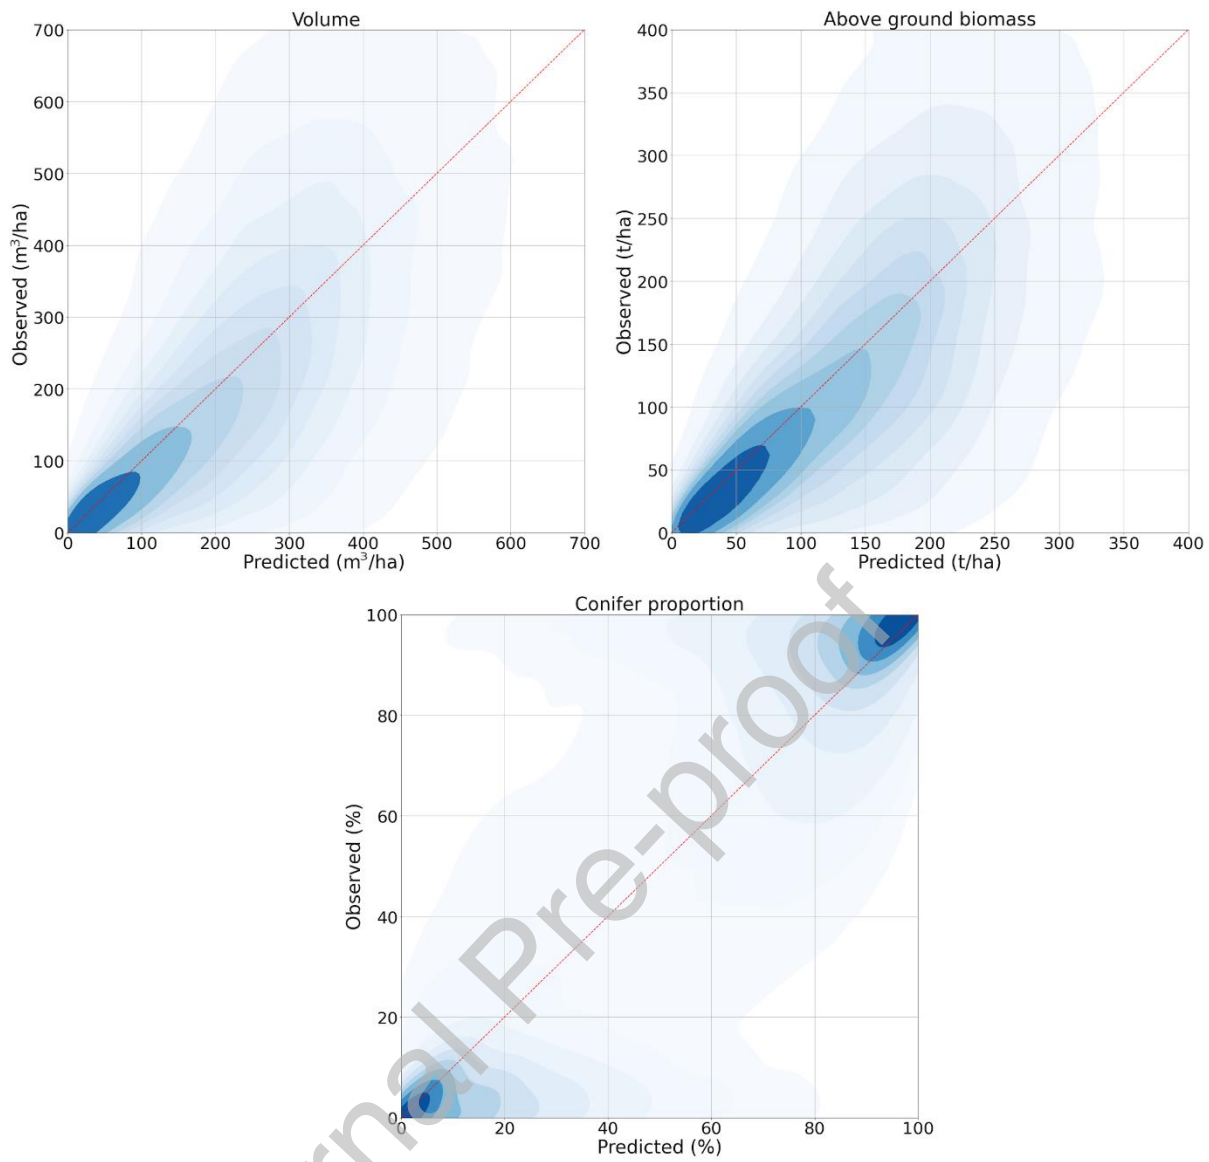 Volume
700
600
500
400
300
200
100
0
Observed (m³/ha)
0 100 200 300 400 500 600 700
Predicted (m³/ha)
Above ground biomass
400
350
300
250
200
150
100
50
0
Observed (t/ha)
0 50 100 150 200 250 300 350 400
Predicted (t/ha)
Conifer proportion
100
80
60
40
20
0
Observed (%)
0 20 40 60 80 100
Predicted (%)
rnal Pre-proof